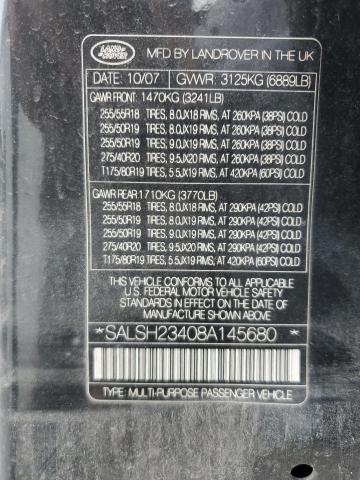 LAND
ROVER
MFD BY LANDROVER IN THE UK
DATE: 10/07 GVWR: 3125KG (6889LB)
GAWR FRONT: 1470KG (3241LB)
255/55R18 TIRES, 8.0JX18 RIMS, AT 260KPA (38PSI) COLD
255/50R19 TIRES, 8.0JX19 RIMS, AT 260KPA (38PSI) COLD
255/50R19 TIRES, 9.0JX19 RIMS, AT 260KPA (38PSI) COLD
275/40R20 TIRES, 9.5JX20 RIMS, AT 260KPA (38PSI) COLD
T175/80R19 TIRES, 5.5JX19 RIMS, AT 420KPA (60PSI) COLD
GAWR REAR: 1710KG (3770LB)
255/55R18 TIRES, 8.0JX18 RIMS, AT 290KPA (42PSI) COLD
255/50R19 TIRES, 8.0JX19 RIMS, AT 290KPA (42PSI) COLD
255/50R19 TIRES, 9.0JX19 RIMS, AT 290KPA (42PSI) COLD
275/40R20 TIRES, 9.5JX20 RIMS, AT 290KPA (42PSI) COLD
T175/80R19 TIRES, 5.5JX19 RIMS, AT 420KPA (60PSI) COLD
THIS VEHICLE CONFORMS TO ALL APPLICABLE
U.S. FEDERAL MOTOR VEHICLE SAFETY
STANDARDS IN EFFECT ON THE DATE OF
MANUFACTURE SHOWN ABOVE.
*SALSH23408A145680*
TYPE: MULTI-PURPOSE PASSENGER VEHICLE